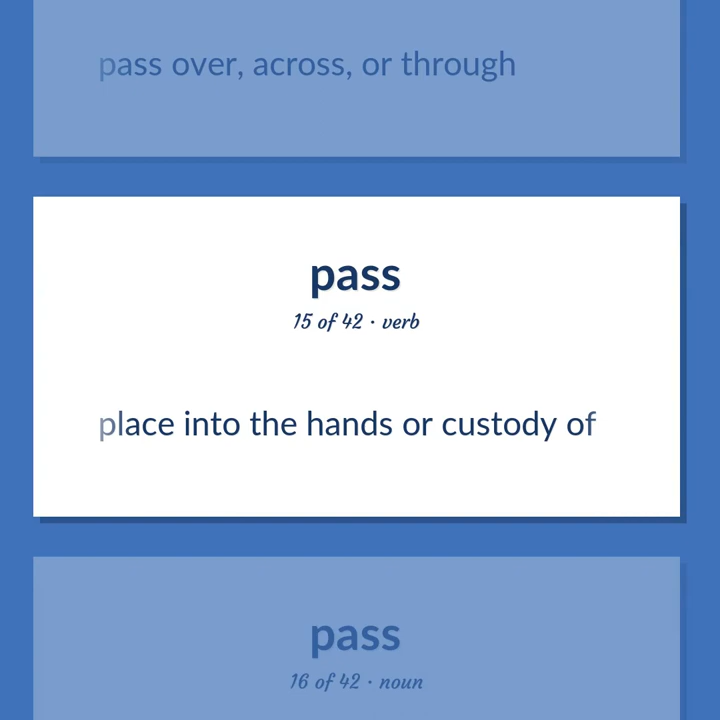 pass over, across, or through
pass
15 of 42 · verb
place into the hands or custody of
pass
16 of 42 · noun